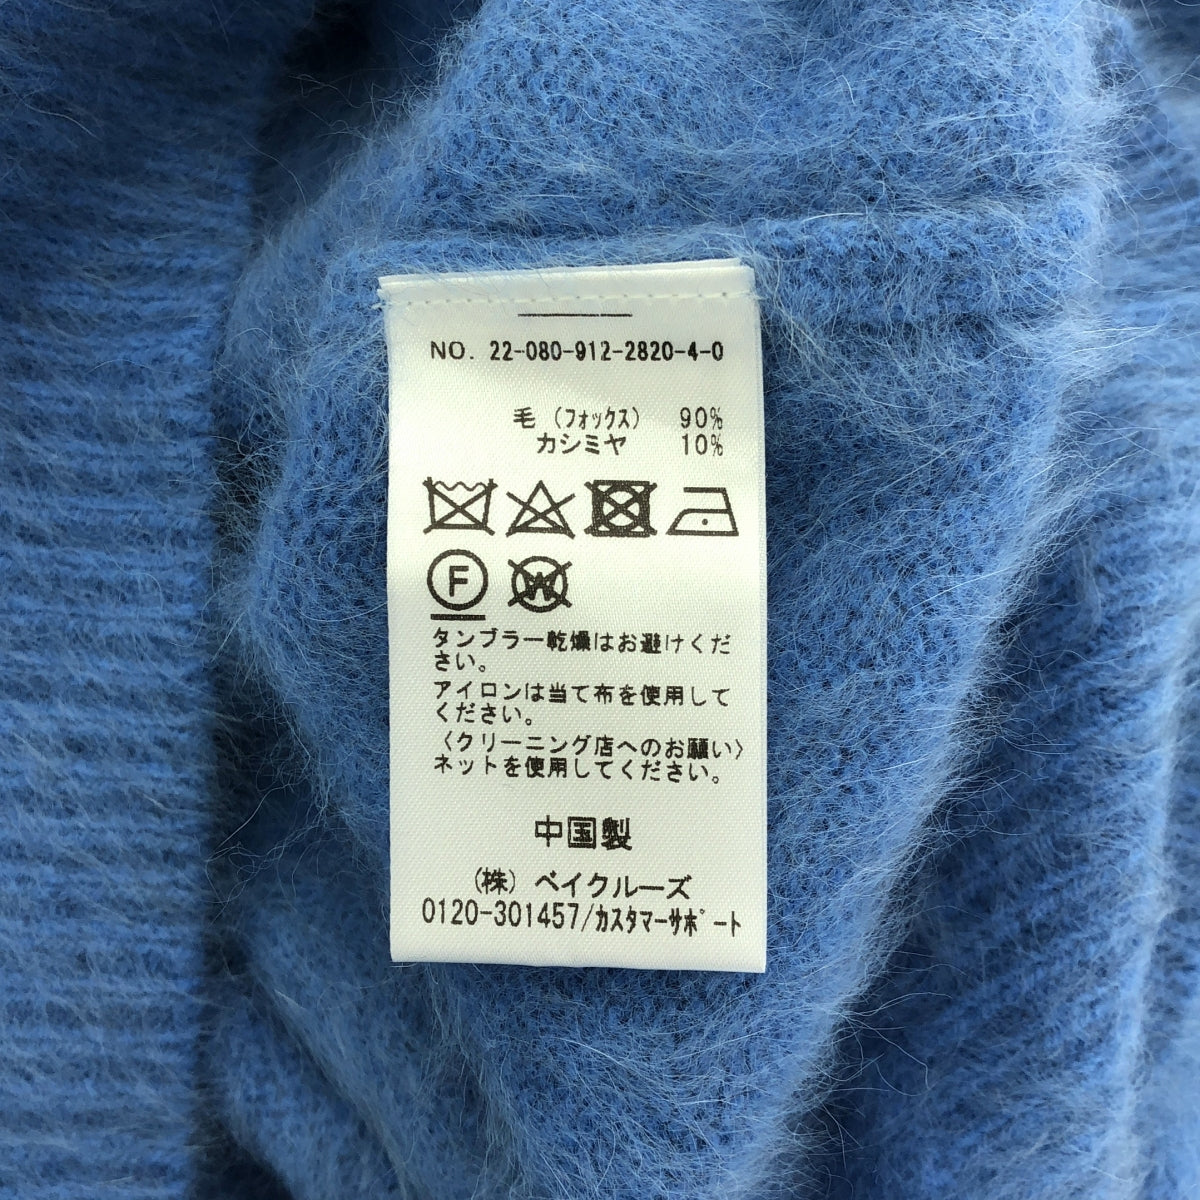 NO. 22-080-912-2820-4-0
毛 (フォックス) 90%
カシミヤ 10%
F
W
タンブラー乾燥はお避けくだ
さい。
アイロンは当て布を使用して
ください。
〈クリーニング店へのお願い〉
ネットを使用してください。
中国製
(株) ベイクルーズ
0120-301457/カスタマーサポート